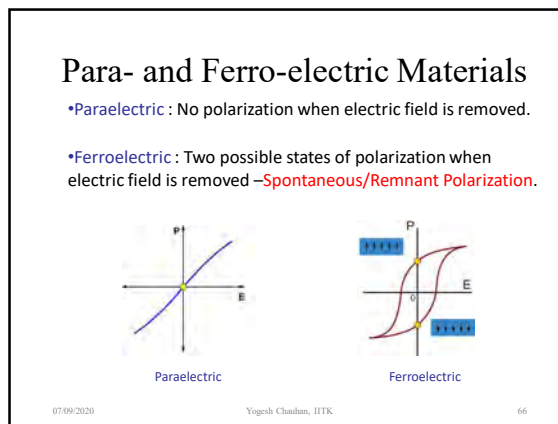 Para- and Ferro-electric Materials
•Paraelectric : No polarization when electric field is removed.
•Ferroelectric : Two possible states of polarization when
electric field is removed –Spontaneous/Remnant Polarization.
P
E
P
E
0
Paraelectric
Ferroelectric
07/09/2020
Yogesh Chauhan, IITK
66